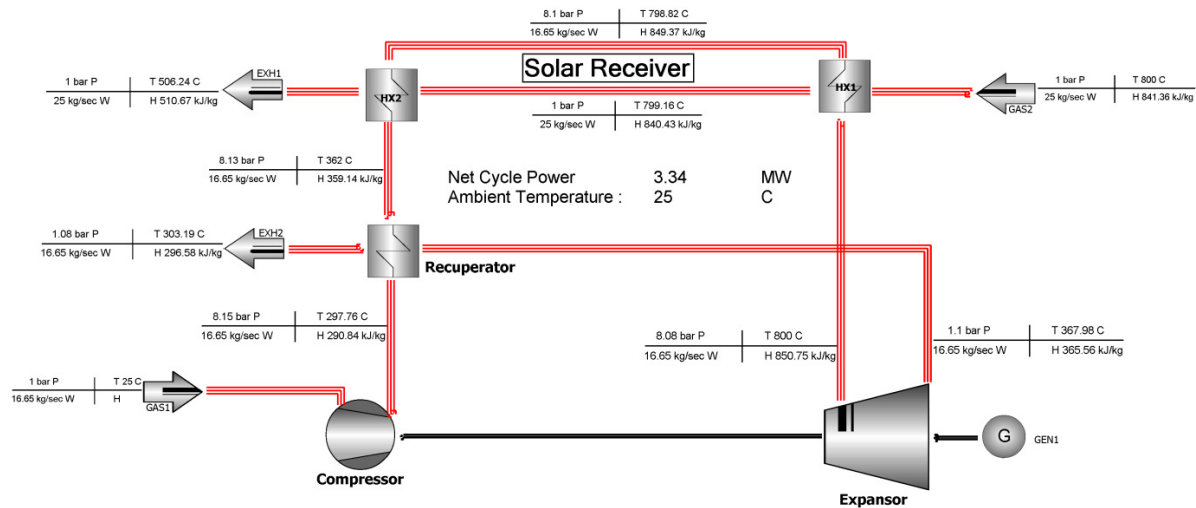 8.1 bar P T 798.82 C
16.65 kg/sec W H 849.37 kJ/kg
Solar Receiver
1 bar P T 506.24 C
25 kg/sec W H 510.67 kJ/kg
EXH1
HX2
HX1
1 bar P T 800 C
25 kg/sec W H 841.36 kJ/kg
GAS2
1 bar P T 799.16 C
25 kg/sec W H 840.43 kJ/kg
8.13 bar P T 362 C
16.65 kg/sec W H 359.14 kJ/kg
Net Cycle Power 3.34 MW
Ambient Temperature : 25 C
1.08 bar P T 303.19 C
16.65 kg/sec W H 296.58 kJ/kg
EXH2
Recuperator
8.15 bar P T 297.76 C
16.65 kg/sec W H 290.84 kJ/kg
8.08 bar P T 800 C
16.65 kg/sec W H 850.75 kJ/kg
1.1 bar P T 367.98 C
16.65 kg/sec W H 365.56 kJ/kg
1 bar P T 25 C
16.65 kg/sec W H
GAS1
G
GEN1
Compressor
Expansor